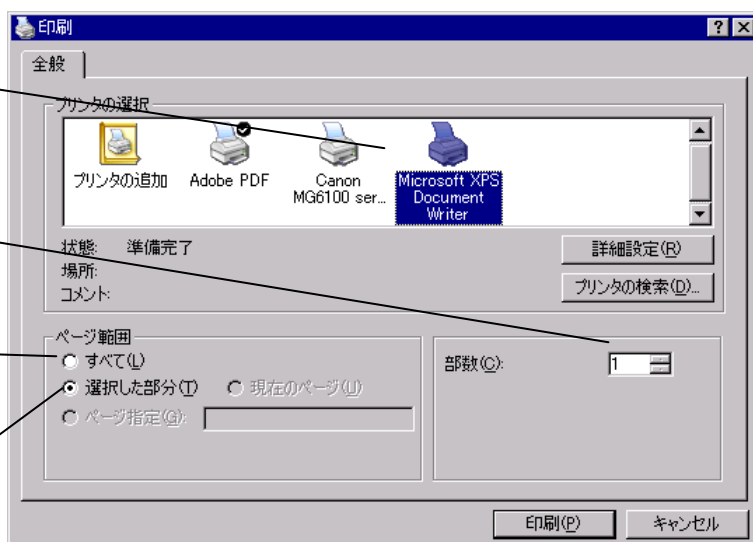 印刷
全般
プリンタの選択
プリンタの追加
Adobe PDF
Canon
MG6100 ser...
Microsoft XPS
Document
Writer
状態: 準備完了
場所:
コメント:
詳細設定(R)
プリンタの検索(D)...
ページ範囲
すべて(L)
選択した部分(T) 現在のページ(U)
ページ指定(G):
部数(C): 1
印刷(P) キャンセル